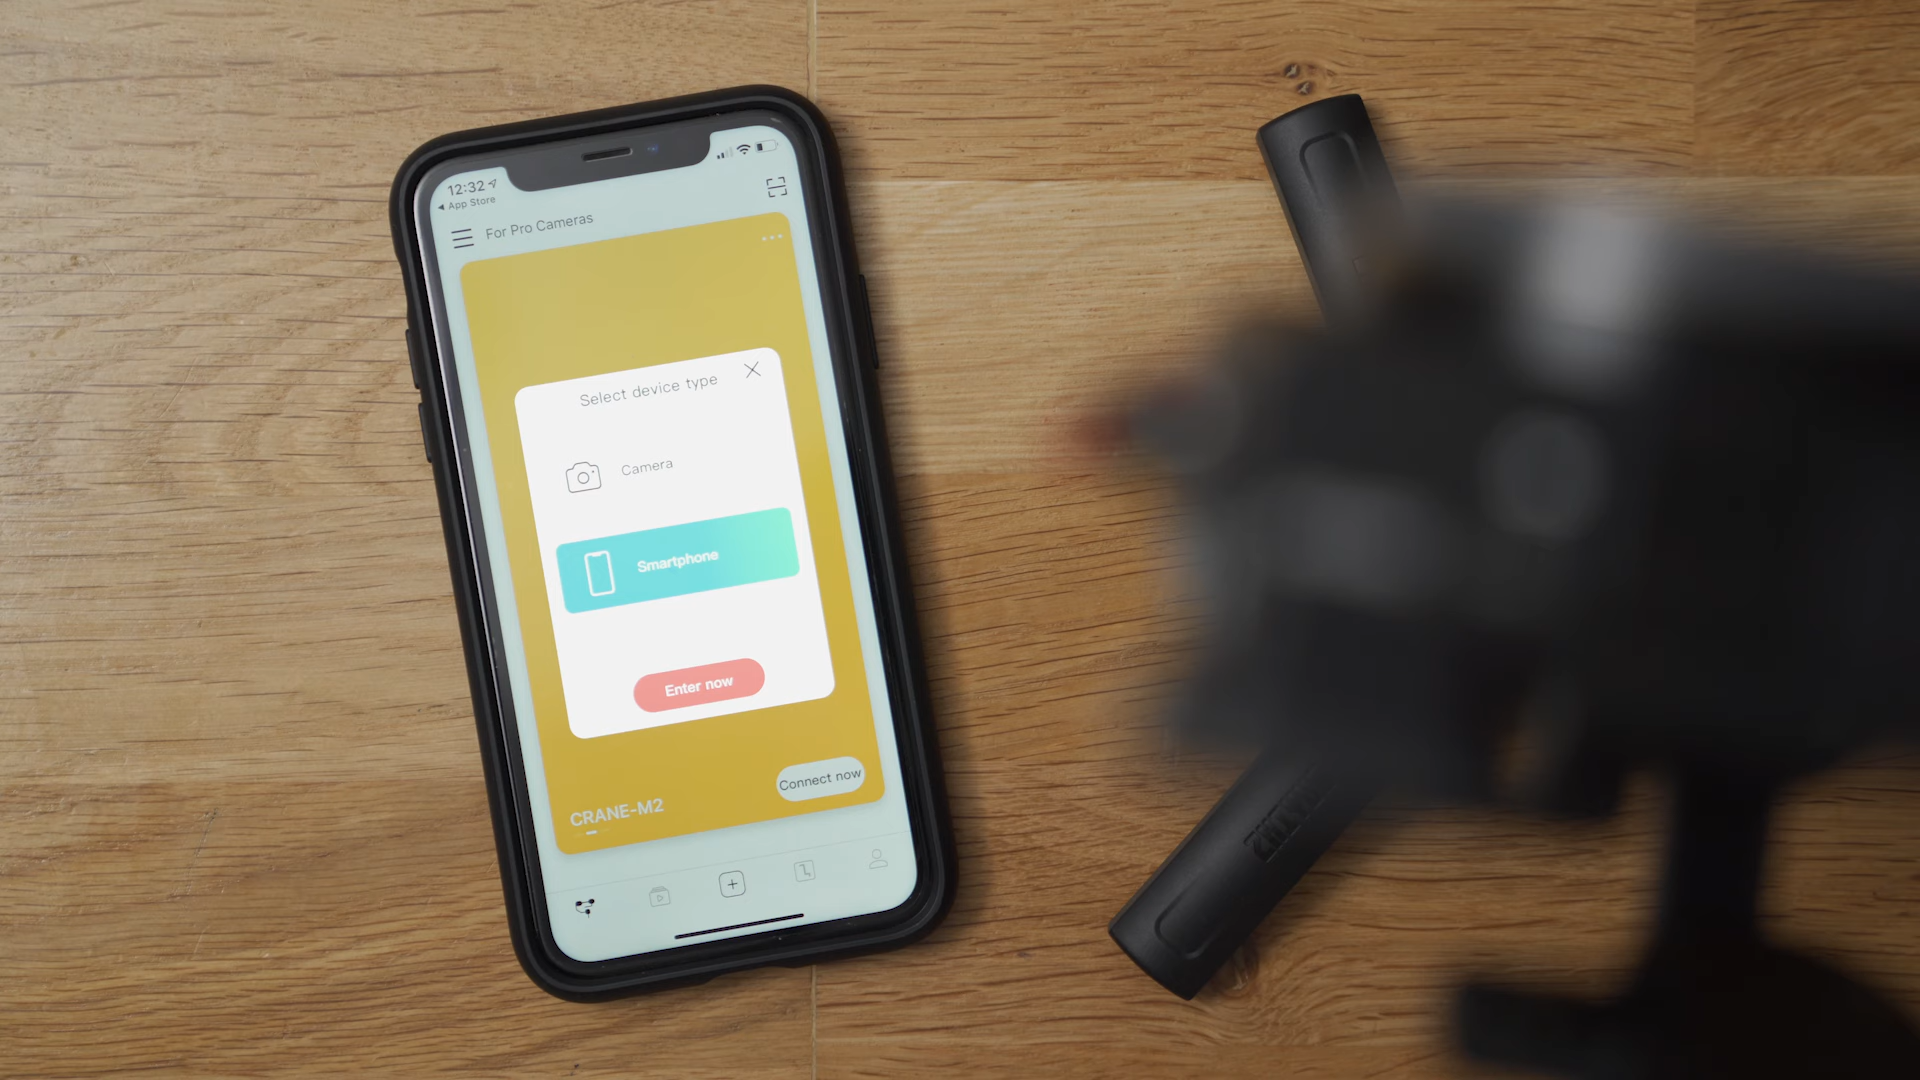 12:32
App Store
For Pro Cameras
Select device type
Camera
Smartphone
Enter now
Connect now
CRANE-M2